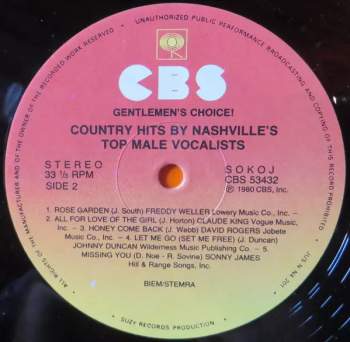 UNAUTHORIZED PUBLIC PERFORMANCE BROADCASTING AND COPYING OF THIS RECORD PROHIBITED
ALL RIGHTS OF THE MANUFACTURER AND OF THE OWNER OF THE RECORDED WORK RESERVED
CBS
GENTLEMEN'S CHOICE!
COUNTRY HITS BY NASHVILLE'S
TOP MALE VOCALISTS
STEREO
33 ⅓ RPM
SIDE 2
SOKOJ
CBS 53432
℗ 1980 CBS, Inc.
1. ROSE GARDEN (J. South) FREDDY WELLER Lowery Music Co., Inc. –
2. ALL FOR LOVE OF THE GIRL (J. Horton) CLAUDE KING Vogue Music,
Inc. – 3. HONEY COME BACK (J. Webb) DAVID ROGERS Jobete
Music Co., Inc. – 4. LET ME GO (SET ME FREE) (J. Duncan)
JOHNNY DUNCAN Wilderness Music Publishing Co. – 5.
MISSING YOU (D. Noe - R. Sovine) SONNY JAMES
Hill & Range Songs, Inc.
BIEM/STEMRA
SUZY RECORDS PRODUCTION
JUS N.N4. 201